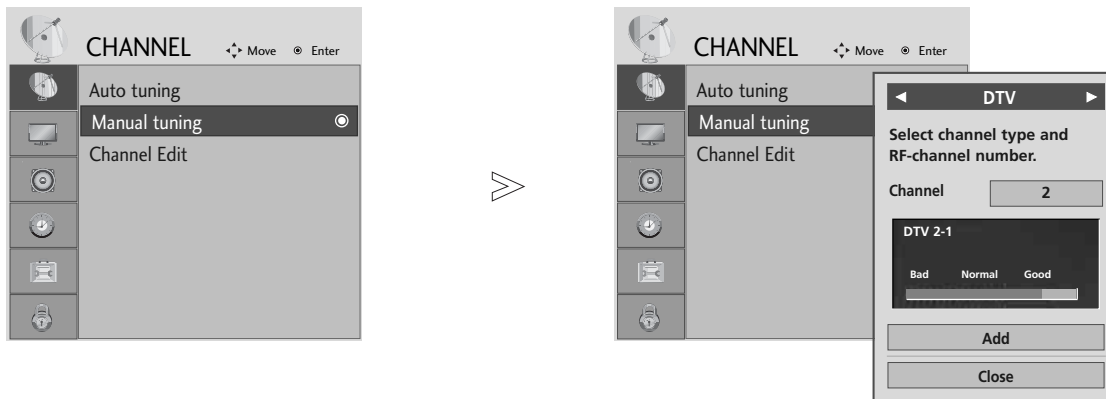 CHANNEL Move Enter
Auto tuning
Manual tuning
Channel Edit
CHANNEL Move Enter
Auto tuning
Manual tuning
Channel Edit
DTV
Select channel type and
RF-channel number.
Channel 2
DTV 2-1
Bad Normal Good
Add
Close